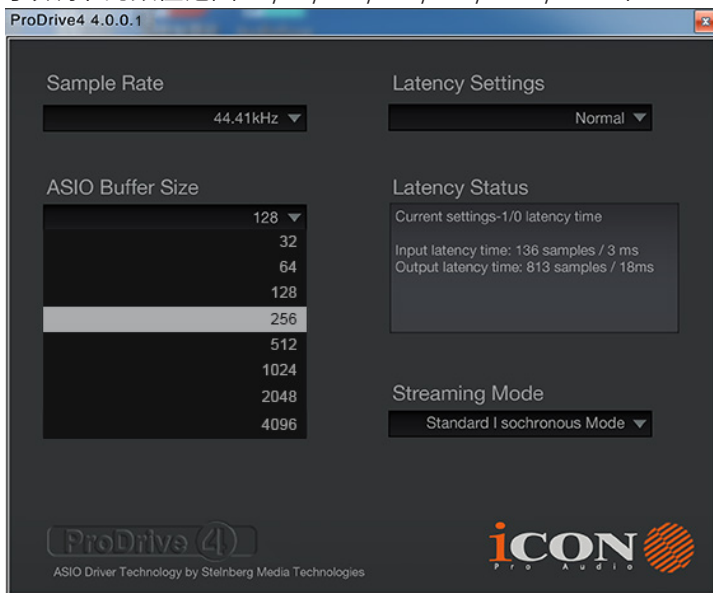 ProDrive4 4.0.0.1
Sample Rate
44.41kHz
Latency Settings
Normal
ASIO Buffer Size
128
32
64
128
256
512
1024
2048
4096
Latency Status
Current settings-1/0 latency time
Input latency time: 136 samples / 3 ms
Output latency time: 813 samples / 18ms
Streaming Mode
Standard I sochronous Mode
ProDrive 4
ASIO Driver Technology by Steinberg Media Technologies
iCON
Pro Audio